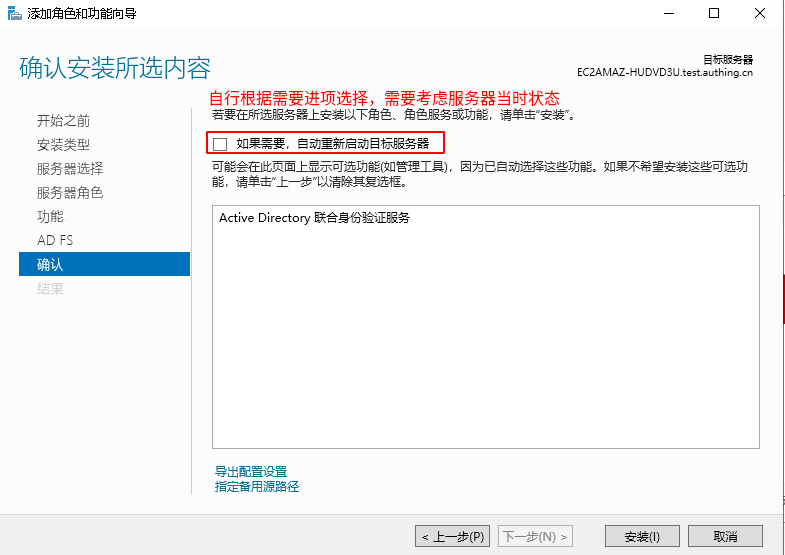 添加角色和功能向导
确认安装所选内容
目标服务器
EC2AMAZ-HUDVD3U.test.authing.cn
开始之前
安装类型
服务器选择
服务器角色
功能
AD FS
确认
结果
自行根据需要进项选择，需要考虑服务器当时状态
若要在所选服务器上安装以下角色、角色服务或功能，请单击“安装”。
如果需要，自动重新启动目标服务器
可能会在此页面上显示可选功能(如管理工具)，因为已自动选择这些功能。如果不希望安装这些可选功
能，请单击“上一步”以清除其复选框。
Active Directory 联合身份验证服务
导出配置设置
指定备用源路径
< 上一步(P)
下一步(N) >
安装(I)
取消